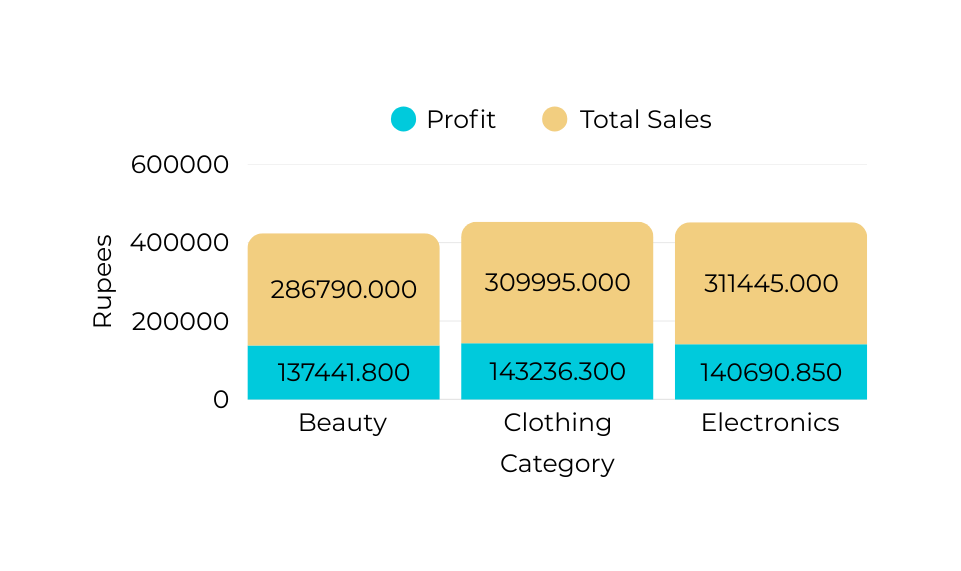 Profit Total Sales
600000
400000
200000
0
Rupees
286790.000 309995.000 311445.000
137441.800 143236.300 140690.850
Beauty Clothing Electronics
Category